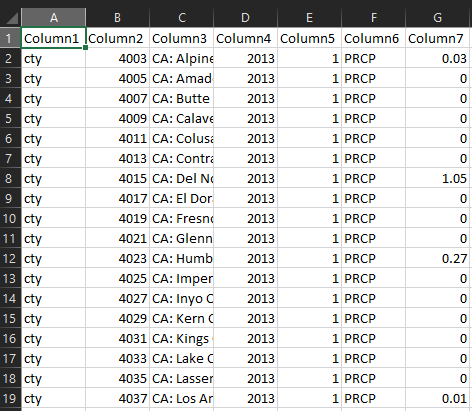 A B C D E F G
1 Column1 Column2 Column3 Column4 Column5 Column6 Column7
2 cty 4003 CA: Alpine 2013 1 PRCP 0.03
3 cty 4005 CA: Amad 2013 1 PRCP 0
4 cty 4007 CA: Butte 2013 1 PRCP 0
5 cty 4009 CA: Calave 2013 1 PRCP 0
6 cty 4011 CA: Colusa 2013 1 PRCP 0
7 cty 4013 CA: Contra 2013 1 PRCP 0
8 cty 4015 CA: Del No 2013 1 PRCP 1.05
9 cty 4017 CA: El Dor 2013 1 PRCP 0
10 cty 4019 CA: Fresno 2013 1 PRCP 0
11 cty 4021 CA: Glenn 2013 1 PRCP 0
12 cty 4023 CA: Humb 2013 1 PRCP 0.27
13 cty 4025 CA: Imper 2013 1 PRCP 0
14 cty 4027 CA: Inyo C 2013 1 PRCP 0
15 cty 4029 CA: Kern C 2013 1 PRCP 0
16 cty 4031 CA: Kings 2013 1 PRCP 0
17 cty 4033 CA: Lake C 2013 1 PRCP 0
18 cty 4035 CA: Lassen 2013 1 PRCP 0
19 cty 4037 CA: Los An 2013 1 PRCP 0.01